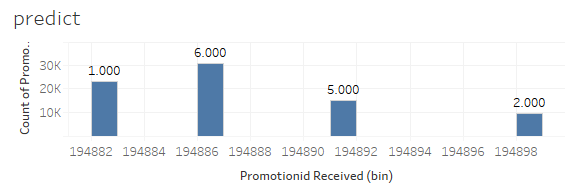 predict
Count of Promo..
30K
20K
10K
1.000
6.000
5.000
2.000
194882 194884 194886 194888 194890 194892 194894 194896 194898
Promotionid Received (bin)